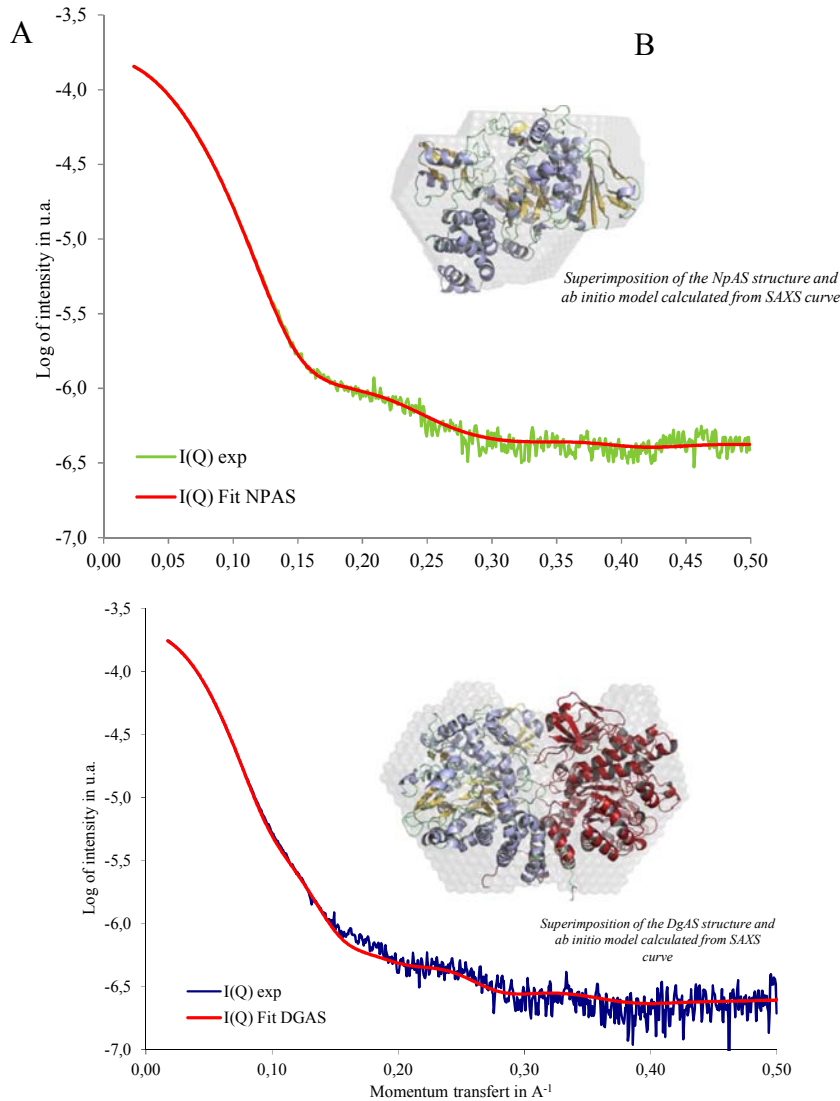 A
B
-3,5
-4,0
-4,5
-5,0
-5,5
-6,0
-6,5
-7,0
Log of intensity in u.a.
Superimposition of the NpAS structure and
ab initio model calculated from SAXS curve
I(Q) exp
I(Q) Fit NPAS
0,00 0,05 0,10 0,15 0,20 0,25 0,30 0,35 0,40 0,45 0,50
-3,5
-4,0
-4,5
-5,0
-5,5
-6,0
-6,5
-7,0
Log of intensity in u.a.
Superimposition of the DgAS structure and
ab initio model calculated from SAXS
curve
I(Q) exp
I(Q) Fit DGAS
0,00 0,10 0,20 0,30 0,40 0,50
Momentum transfert in A-1